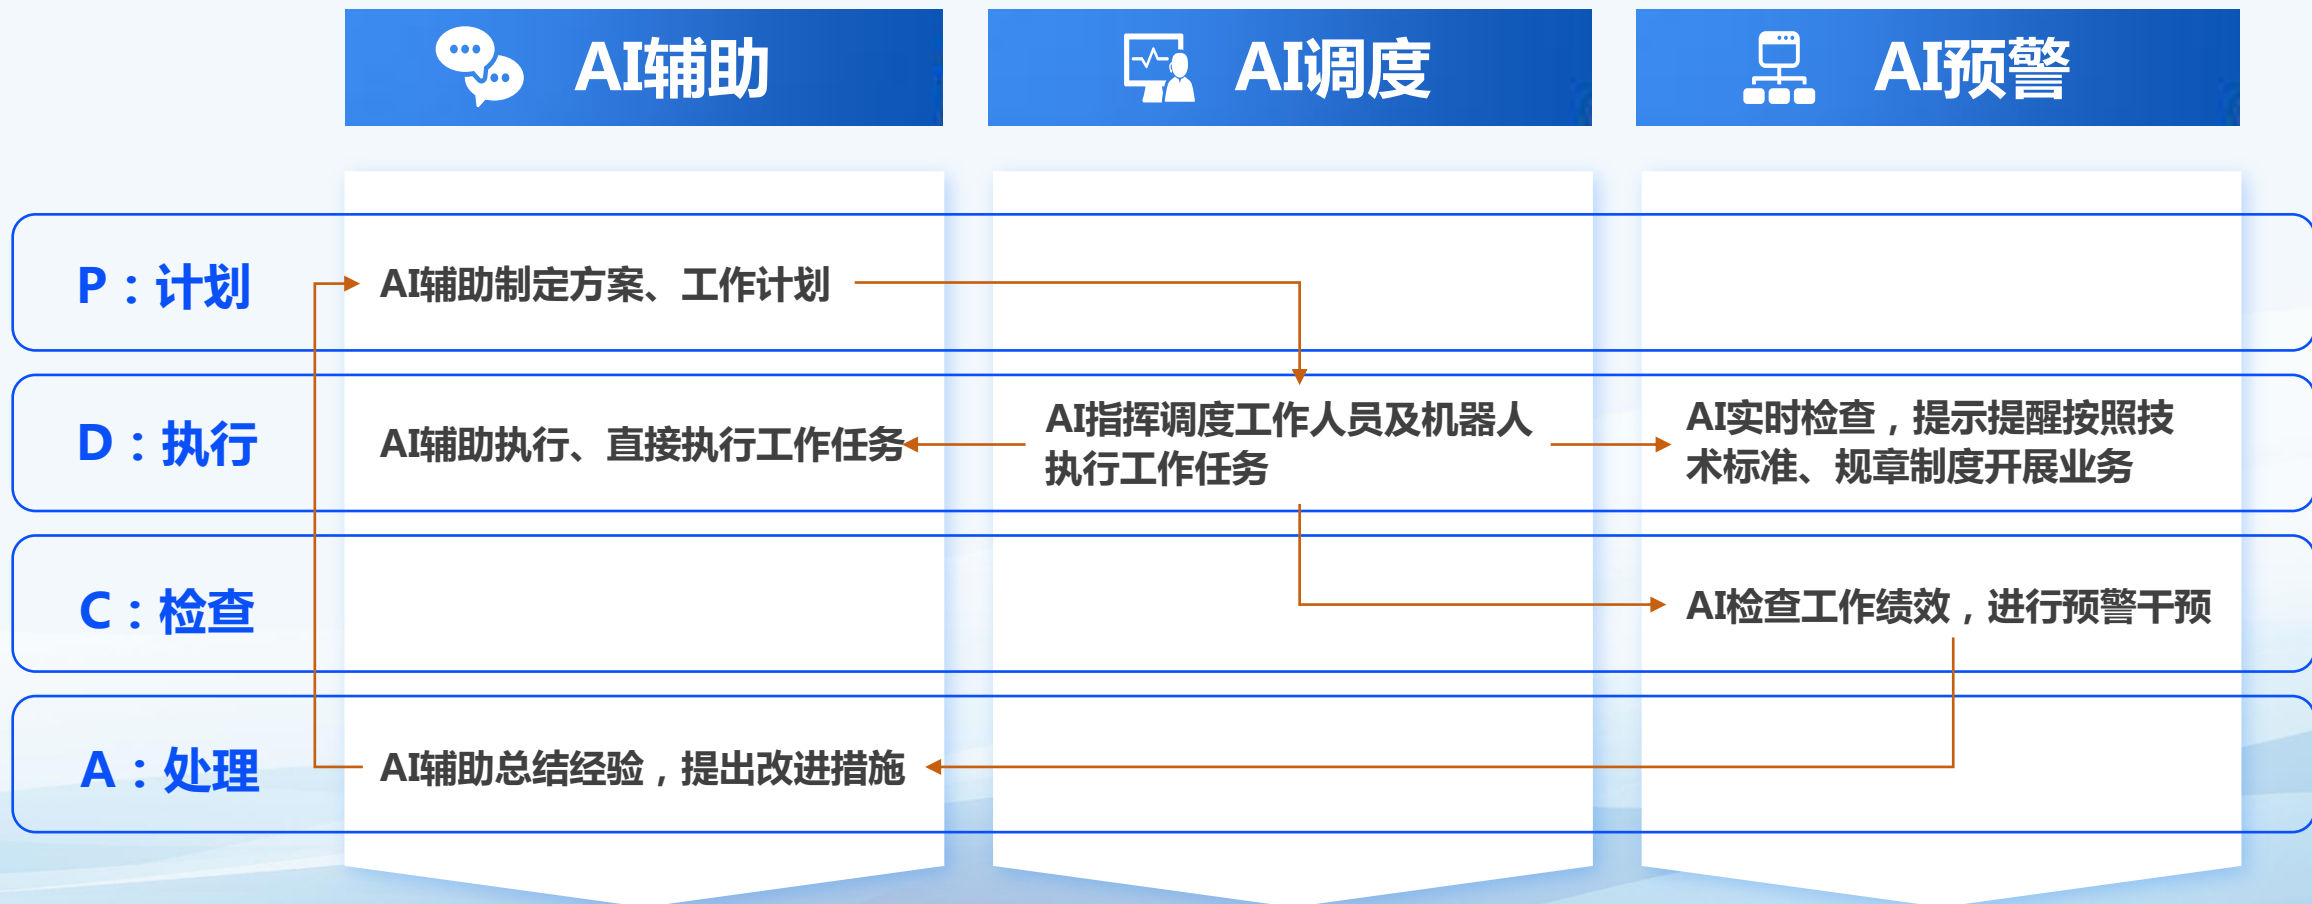 AI辅助
AI调度
AI预警
P：计划
AI辅助制定方案、工作计划
D：执行
AI辅助执行、直接执行工作任务
AI指挥调度工作人员及机器人
执行工作任务
AI实时检查，提示提醒按照技
术标准、规章制度开展业务
C：检查
AI检查工作绩效，进行预警干预
A：处理
AI辅助总结经验，提出改进措施